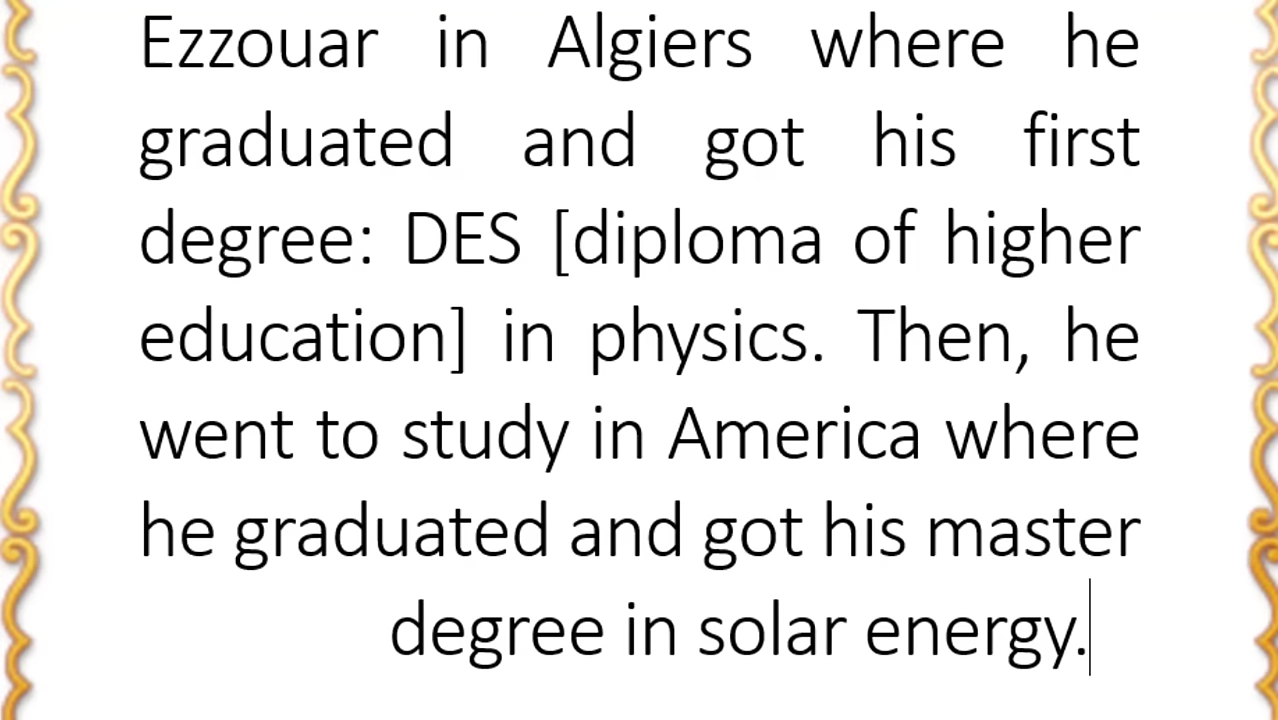 Ezzouar in Algiers where he
graduated and got his first
degree: DES [diploma of higher
education] in physics. Then, he
went to study in America where
he graduated and got his master
degree in solar energy.